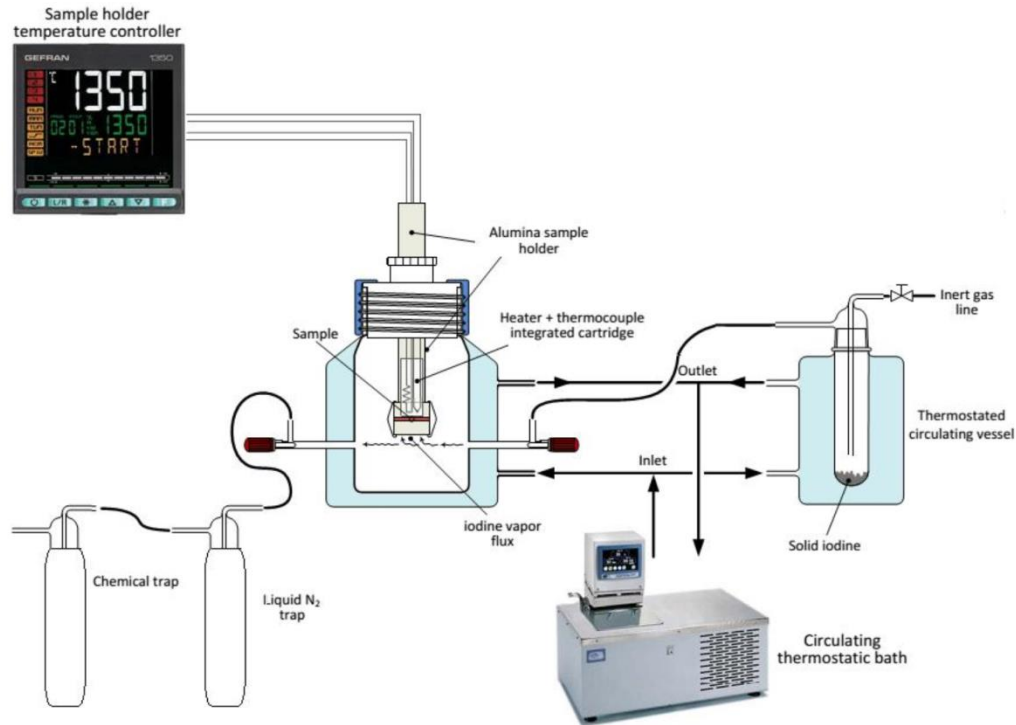 Sample holder
temperature controller
GEFRAN
1350
°C
1350
0201
1350
-START
L/R
F
Alumina sample
holder
Sample
Heater + thermocouple
integrated cartridge
Inert gas
line
Outlet
Thermostated
circulating vessel
Inlet
iodine vapor
flux
Solid iodine
Chemical trap
Liquid N₂
trap
Circulating
thermostatic bath